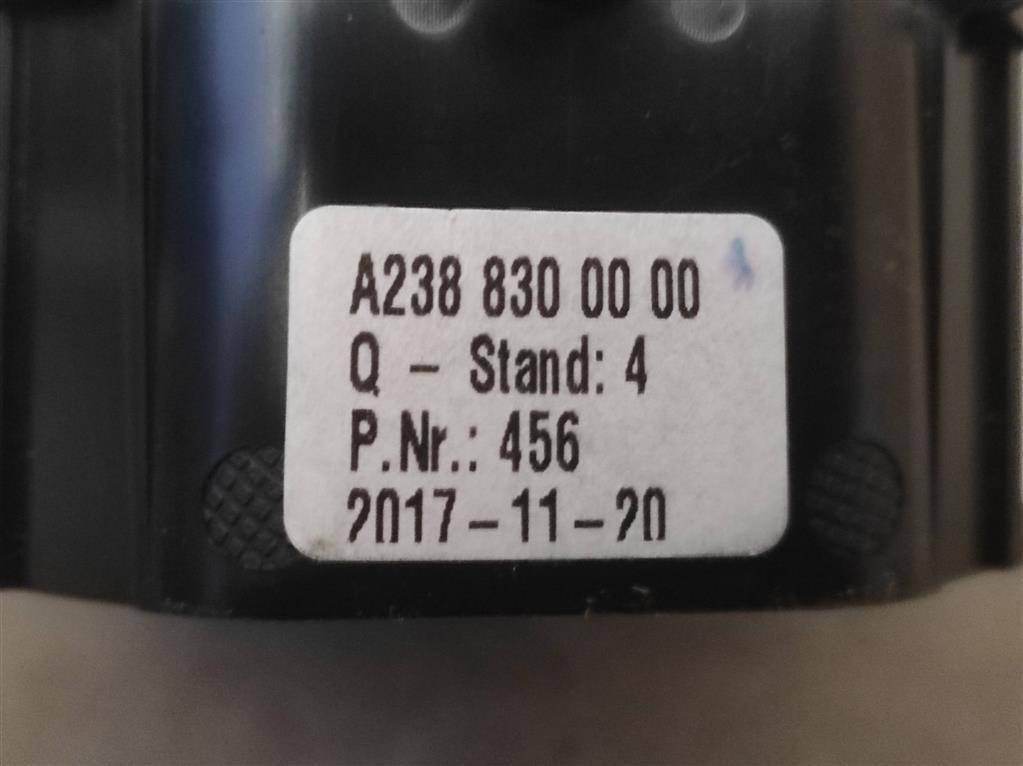 A238 830 00 00
Q - Stand: 4
P.Nr.: 456
2017-11-20